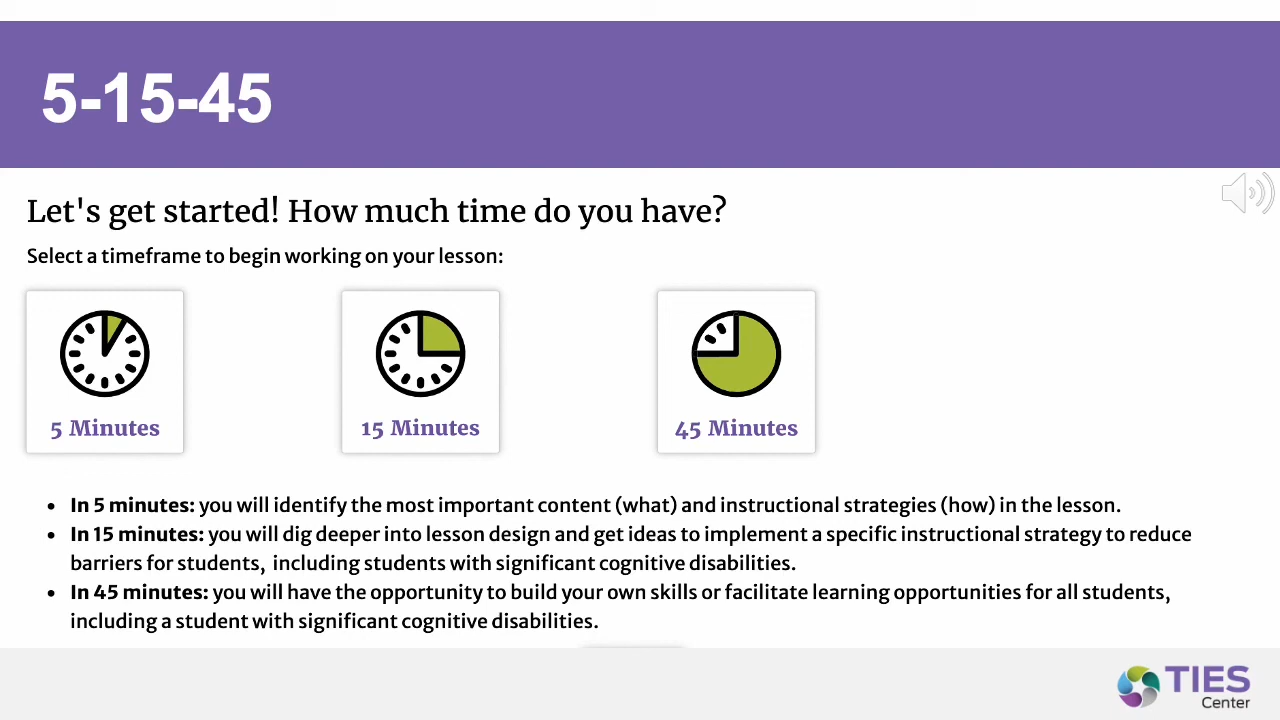 5-15-45
Let's get started! How much time do you have?
Select a timeframe to begin working on your lesson:
5 Minutes
15 Minutes
45 Minutes
• In 5 minutes: you will identify the most important content (what) and instructional strategies (how) in the lesson.
• In 15 minutes: you will dig deeper into lesson design and get ideas to implement a specific instructional strategy to reduce
barriers for students, including students with significant cognitive disabilities.
• In 45 minutes: you will have the opportunity to build your own skills or facilitate learning opportunities for all students,
including a student with significant cognitive disabilities.
TIES
Center